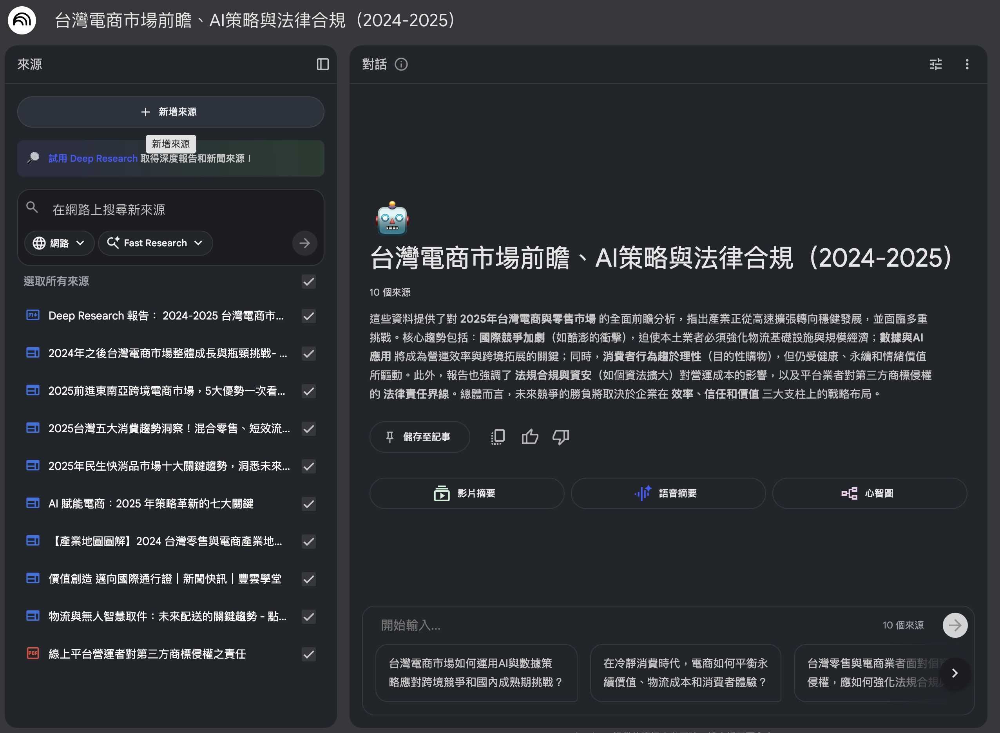 台灣電商市場前瞻、AI策略與法律合規（2024-2025）
來源
新增來源
新增來源
試用 Deep Research 取得深度報告和新聞來源！
在網路上搜尋新來源
網路
Fast Research
選取所有來源
Deep Research 報告： 2024-2025 台灣電商市...
2024年之後台灣電商市場整體成長與瓶頸挑戰- ...
2025前進東南亞跨境電商市場，5大優勢一次看...
2025台灣五大消費趨勢洞察！混合零售、短效流...
2025年民生快消品市場十大關鍵趨勢，洞悉未來...
AI 賦能電商：2025 年策略革新的七大關鍵
【產業地圖圖解】2024 台灣零售與電商產業地...
價值創造 邁向國際通行證｜新聞快訊｜豐雲學堂
物流與無人智慧取件：未來配送的關鍵趨勢 - 點...
PDF
線上平台營運者對第三方商標侵權之責任
對話
台灣電商市場前瞻、AI策略與法律合規（2024-2025）
10 個來源
這些資料提供了對 2025年台灣電商與零售市場 的全面前瞻分析，指出產業正從高速擴張轉向穩健發展，並面臨多重
挑戰。核心趨勢包括：國際競爭加劇（如酷澎的衝擊），迫使本土業者必須強化物流基礎設施與規模經濟；數據與AI
應用 將成為營運效率與跨境拓展的關鍵；同時，消費者行為趨於理性（目的性購物），但仍受健康、永續和情緒價值
所驅動。此外，報告也強調了 法規合規與資安（如個資法擴大）對營運成本的影響，以及平台業者對第三方商標侵權
的 法律責任界線。總體而言，未來競爭的勝負將取決於企業在 效率、信任和價值 三大支柱上的戰略布局。
儲存至記事
影片摘要
語音摘要
心智圖
開始輸入...
10 個來源
台灣電商市場如何運用AI與數據策
略應對跨境競爭和國內成熟期挑戰？
在冷靜消費時代，電商如何平衡永
續價值、物流成本和消費者體驗？
台灣零售與電商業者面對個
侵權，應如何強化法規合規